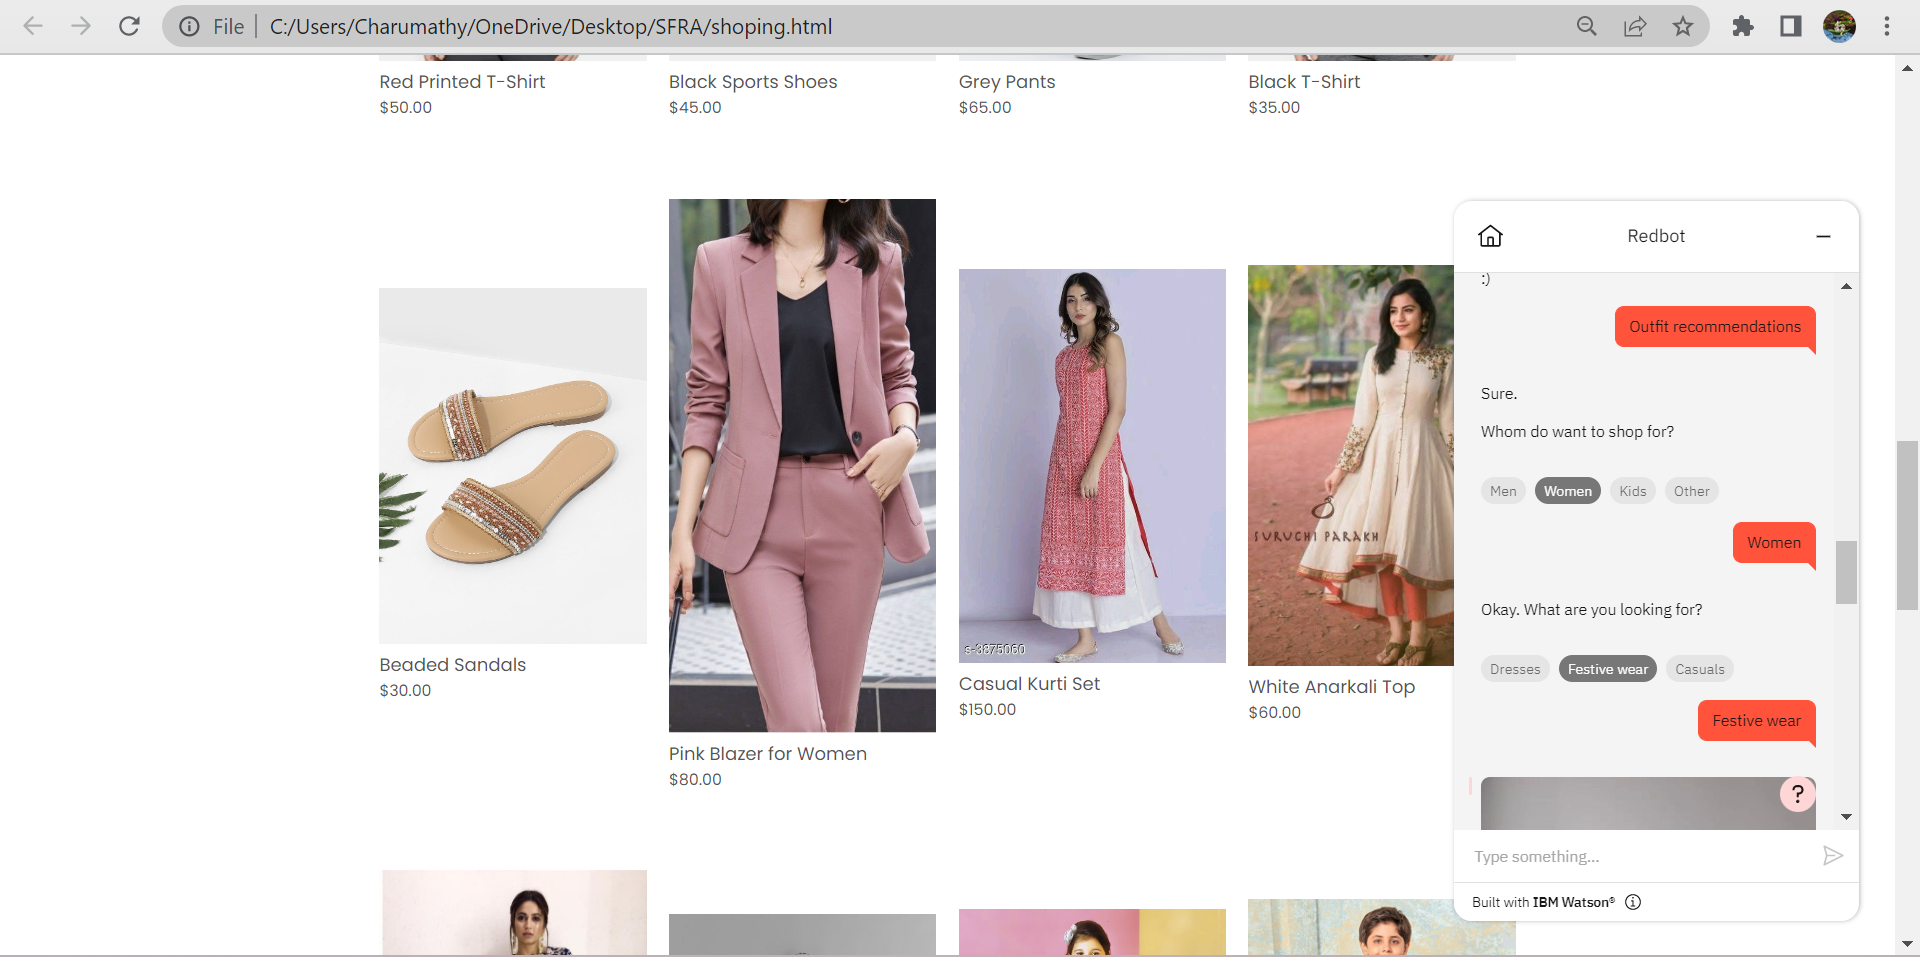 File
C:/Users/Charumathy/OneDrive/Desktop/SFRA/shoping.html
Red Printed T-Shirt
$50.00
Black Sports Shoes
$45.00
Grey Pants
$65.00
Black T-Shirt
$35.00
Beaded Sandals
$30.00
Pink Blazer for Women
$80.00
s-3875060
Casual Kurti Set
$150.00
SURUCHI PARAKH
White Anarkali Top
$60.00
Redbot
:)
Outfit recommendations
Sure.
Whom do want to shop for?
Men Women Kids Other
Women
Okay. What are you looking for?
Dresses Festive wear Casuals
Festive wear
?
Type something...
Built with IBM Watson®